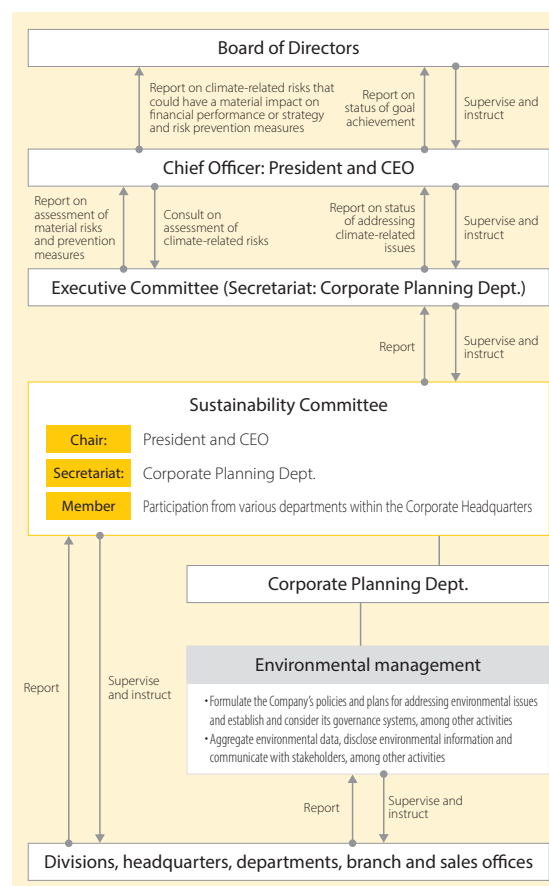 Board of Directors
Report on climate-related risks that
could have a material impact on
financial performance or strategy
and risk prevention measures
Report on
status of goal
achievement
Supervise and
instruct
Chief Officer: President and CEO
Report on
assessment of
material risks
and prevention
measures
Consult on
assessment of
climate-related risks
Report on status
of addressing
climate-related
issues
Supervise and
instruct
Executive Committee (Secretariat: Corporate Planning Dept.)
Report
Supervise and
instruct
Sustainability Committee
Chair: President and CEO
Secretariat: Corporate Planning Dept.
Member Participation from various departments within the Corporate Headquarters
Corporate Planning Dept.
Environmental management
・Formulate the Company's policies and plans for addressing environmental issues
and establish and consider its governance systems, among other activities
・Aggregate environmental data, disclose environmental information and
communicate with stakeholders, among other activities
Report
Supervise
and instruct
Report
Supervise and
instruct
Divisions, headquarters, departments, branch and sales offices